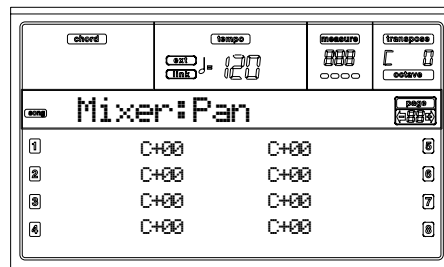 chord tempo measure transpose
ext link ♩= 120 888 C 0
octave
song Mixer:Pan page 88
1 C+00 C+00 5
2 C+00 C+00 6
3 C+00 C+00 7
4 C+00 C+00 8